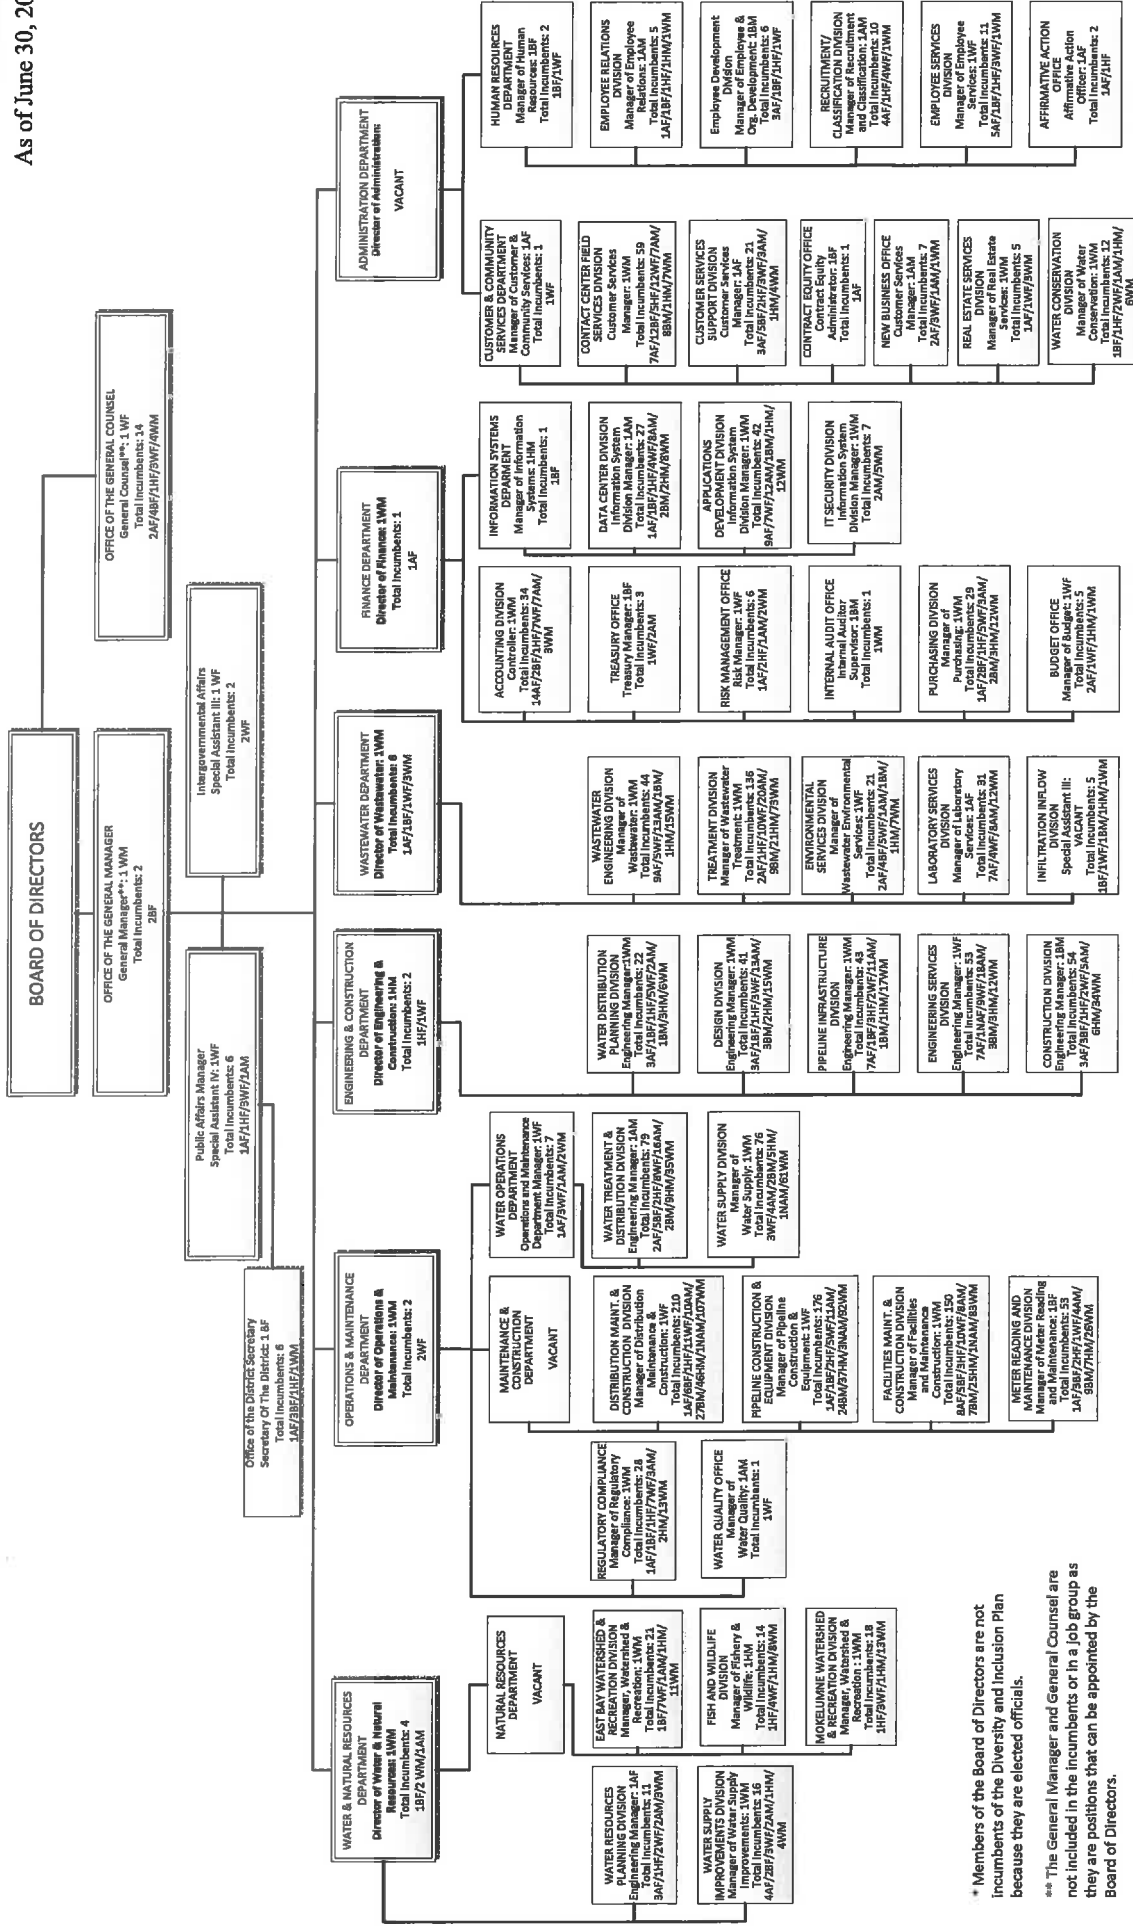 As of June 30, 20
BOARD OF DIRECTORS
OFFICE OF THE GENERAL MANAGER
General Manager**: 1 WM
Total Incumbents: 2
2BF
OFFICE OF THE GENERAL COUNSEL
General Counsel**: 1 WF
Total Incumbents: 14
2AF/4BF/1HF/3WF/4WM
Public Affairs Manager
Special Assistant IV: 1WF
Total Incumbents: 6
1AF/1HF/3WF/1AM
Intergovernmental Affairs
Special Assistant III: 1 WF
Total Incumbents: 2
2WF
Office of the District Secretary
Secretary Of The District: 1 BF
Total Incumbents: 6
1AF/3BF/1HF/1WM
WATER & NATURAL RESOURCES
DEPARTMENT
Director of Water & Natural
Resources: 1WM
Total Incumbents: 4
1BF/2 WM/1AM
WATER RESOURCES
PLANNING DIVISION
Engineering Manager: 1AF
Total Incumbents: 11
3AF/1HF/2WF/2AM/3WM
WATER SUPPLY
IMPROVEMENTS DIVISION
Manager of Water Supply
Improvements: 1WM
Total Incumbents: 16
4AF/2BF/3WF/2AM/1HM/
4WM
NATURAL RESOURCES
DEPARTMENT
VACANT
EAST BAY WATERSHED &
RECREATION DIVISION
Manager, Watershed &
Recreation: 1WM
Total Incumbents: 21
1BF/7WF/1AM/1HM/
11WM
FISH AND WILDLIFE
DIVISION
Manager of Fishery &
Wildlife: 1HM
Total Incumbents: 14
1HF/4WF/1HM/8WM
MOKELUMNE WATERSHED
& RECREATION DIVISION
Manager, Watershed &
Recreation : 1WM
Total Incumbents: 18
1HF/3WF/1HM/13WM
OPERATIONS & MAINTENANCE
DEPARTMENT
Director of Operations &
Maintenance: 1WM
Total Incumbents: 2
2WF
REGULATORY COMPLIANCE
Manager of Regulatory
Compliance: 1WM
Total Incumbents: 28
1AF/1BF/1HF/7WF/3AM/
2HM/13WM
WATER QUALITY OFFICE
Manager of
Water Quality: 1AM
Total Incumbents: 1
1WF
MAINTENANCE &
CONSTRUCTION
DEPARTMENT
VACANT
DISTRIBUTION MAINT. &
CONSTRUCTION DIVISION
Manager of Distribution
Maintenance &
Construction: 1WF
Total Incumbents: 210
1AF/6BF/1HF/11WF/10AM/
27BM/46HM/1NAM/107WM
PIPELINE CONSTRUCTION &
EQUIPMENT DIVISION
Manager of Pipeline
Construction &
Equipment: 1WF
Total Incumbents: 176
1AF/1BF/2HF/5WF/11AM/
24BM/37HM/3NAM/92WM
FACILITIES MAINT. &
CONSTRUCTION DIVISION
Manager of Facilities
and Maintenance
Construction: 1WM
Total Incumbents: 150
8AF/5BF/3HF/10WF/8AM/
7BM/25HM/1NAM/83WM
METER READING AND
MAINTENANCE DIVISION
Manager of Meter Reading
and Maintenance: 1BF
Total Incumbents: 53
1AF/3BF/2HF/1WF/4AM/
9BM/7HM/26WM
WATER OPERATIONS
DEPARTMENT
Operations and Maintenance
Department Manager: 1WF
Total Incumbents: 7
1AF/3WF/1AM/2WM
WATER TREATMENT &
DISTRIBUTION DIVISION
Engineering Manager: 1AM
Total Incumbents: 79
2AF/5BF/2HF/8WF/16AM/
2BM/9HM/35WM
WATER SUPPLY DIVISION
Manager of
Water Supply: 1WM
Total Incumbents: 76
3WF/4AM/2BM/5HM/
1NAM/61WM
ENGINEERING & CONSTRUCTION
DEPARTMENT
Director of Engineering &
Construction: 1HM
Total Incumbents: 2
1HF/1WF
WATER DISTRIBUTION
PLANNING DIVISION
Engineering Manager:1WM
Total Incumbents: 22
3AF/1BF/1HF/5WF/2AM/
1BM/3HM/6WM
DESIGN DIVISION
Engineering Manager: 1WM
Total Incumbents: 41
3AF/1BF/1HF/3WF/13AM/
3BM/2HM/15WM
PIPELINE INFRASTRUCTURE
DIVISION
Engineering Manager: 1WM
Total Incumbents: 43
7AF/1BF/3HF/2WF/11AM/
1BM/1HM/17WM
ENGINEERING SERVICES
DIVISION
Engineering Manager: 1WF
Total Incumbents: 53
7AF/1NAF/9WF/18AM/
3BM/3HM/12WM
CONSTRUCTION DIVISION
Engineering Manager: 1BM
Total Incumbents: 54
3AF/3BF/1HF/2WF/5AM/
6HM/34WM
WASTEWATER DEPARTMENT
Director of Wastewater: 1WM
Total Incumbents: 6
1AF/1BF/1WF/3WM
WASTEWATER
ENGINEERING DIVISION
Manager of
Wastewater: 1WM
Total Incumbents: 44
9AF/5WF/13AM/1BM/
1HM/15WM
TREATMENT DIVISION
Manager of Wastewater
Treatment: 1WM
Total Incumbents: 136
2AF/1HF/10WF/20AM/
9BM/21HM/73WM
ENVIRONMENTAL
SERVICES DIVISION
Manager of
Wastewater Environmental
Services: 1WF
Total Incumbents: 21
2AF/4BF/5WF/1AM/1BM/
1HM/7WM
LABORATORY SERVICES
DIVISION
Manager of Laboratory
Services: 1AF
Total Incumbents: 31
7AF/4WF/8AM/12WM
INFILTRATION INFLOW
DIVISION
Special Assistant III:
VACANT
Total Incumbents: 5
1BF/1WF/1BM/1HM/1WM
FINANCE DEPARTMENT
Director of Finance: 1WM
Total Incumbents: 1
1AF
ACCOUNTING DIVISION
Controller: 1WM
Total Incumbents: 34
14AF/2BF/1HF/7WF/7AM/
3WM
TREASURY OFFICE
Treasury Manager: 1BF
Total Incumbents: 3
1WF/2AM
RISK MANAGEMENT OFFICE
Risk Manager: 1WF
Total Incumbents: 6
1AF/2HF/1AM/2WM
INTERNAL AUDIT OFFICE
Internal Auditor
Supervisor: 1BM
Total Incumbents: 1
1WM
PURCHASING DIVISION
Manager of
Purchasing: 1WM
Total Incumbents: 29
1AF/2BF/1HF/5WF/3AM/
2BM/3HM/12WM
BUDGET OFFICE
Manager of Budget: 1WF
Total Incumbents: 5
2AF/1WF/1HM/1WM
INFORMATION SYSTEMS
DEPARMENT
Manager of Information
Systems: 1HM
Total Incumbents: 1
1BF
DATA CENTER DIVISION
Information System
Division Manager: 1AM
Total Incumbents: 27
1AF/1BF/1HF/4WF/8AM/
2BM/2HM/8WM
APPLICATIONS
DEVELOPMENT DIVISION
Information System
Division Manager: 1WM
Total Incumbents: 42
9AF/7WF/12AM/1BM/1HM/
12WM
IT SECURITY DIVISION
Information System
Division Manager: 1WM
Total Incumbents: 7
2AM/5WM
ADMINISTRATION DEPARTMENT
Director of Administration:
VACANT
CUSTOMER & COMMUNITY
SERVICES DEPARTMENT
Manager of Customer &
Community Services: 1AF
Total Incumbents: 1
1WF
CONTACT CENTER FIELD
SERVICES DIVISION
Customer Services
Manager: 1WM
Total Incumbents: 59
7AF/12BF/5HF/12WF/7AM/
8BM/1HM/7WM
CUSTOMER SERVICES
SUPPORT DIVISION
Customer Services
Manager: 1AF
Total Incumbents: 21
3AF/5BF/2HF/3WF/3AM/
1HM/4WM
CONTRACT EQUITY OFFICE
Contract Equity
Administrator: 1BF
Total Incumbents: 1
1AF
NEW BUSINESS OFFICE
Customer Services
Manager: 1AM
Total Incumbents: 7
2AF/3WF/1AM/1WM
REAL ESTATE SERVICES
DIVISION
Manager of Real Estate
Services: 1WM
Total Incumbents: 5
1AF/1WF/3WM
WATER CONSERVATION
DIVISION
Manager of Water
Conservation: 1WM
Total Incumbents: 12
1BF/1HF/2WF/1AM/1HM/
6WM
HUMAN RESOURCES
DEPARTMENT
Manager of Human
Resources: 1BF
Total Incumbents: 2
1BF/1WF
EMPLOYEE RELATIONS
DIVISION
Manager of Employee
Relations: 1AM
Total Incumbents: 5
1AF/1BF/1HF/1HM/1WM
Employee Development
Division
Manager of Employee &
Org. Development: 1BM
Total Incumbents: 6
3AF/1BF/1HF/1WF
RECRUITMENT/
CLASSIFICATION DIVISION
Manager of Recruitment
and Classification: 1AM
Total Incumbents: 10
4AF/1HF/4WF/1WM
EMPLOYEE SERVICES
DIVISION
Manager of Employee
Services: 1WF
Total Incumbents: 11
5AF/1BF/1HF/3WF/1WM
AFFIRMATIVE ACTION
OFFICE
Affirmative Action
Officer: 1AF
Total Incumbents: 2
1AF/1HF
* Members of the Board of Directors are not
incumbents of the Diversity and Inclusion Plan
because they are elected officials.
** The General Manager and General Counsel are
not included in the incumbents or in a job group as
they are positions that can be appointed by the
Board of Directors.